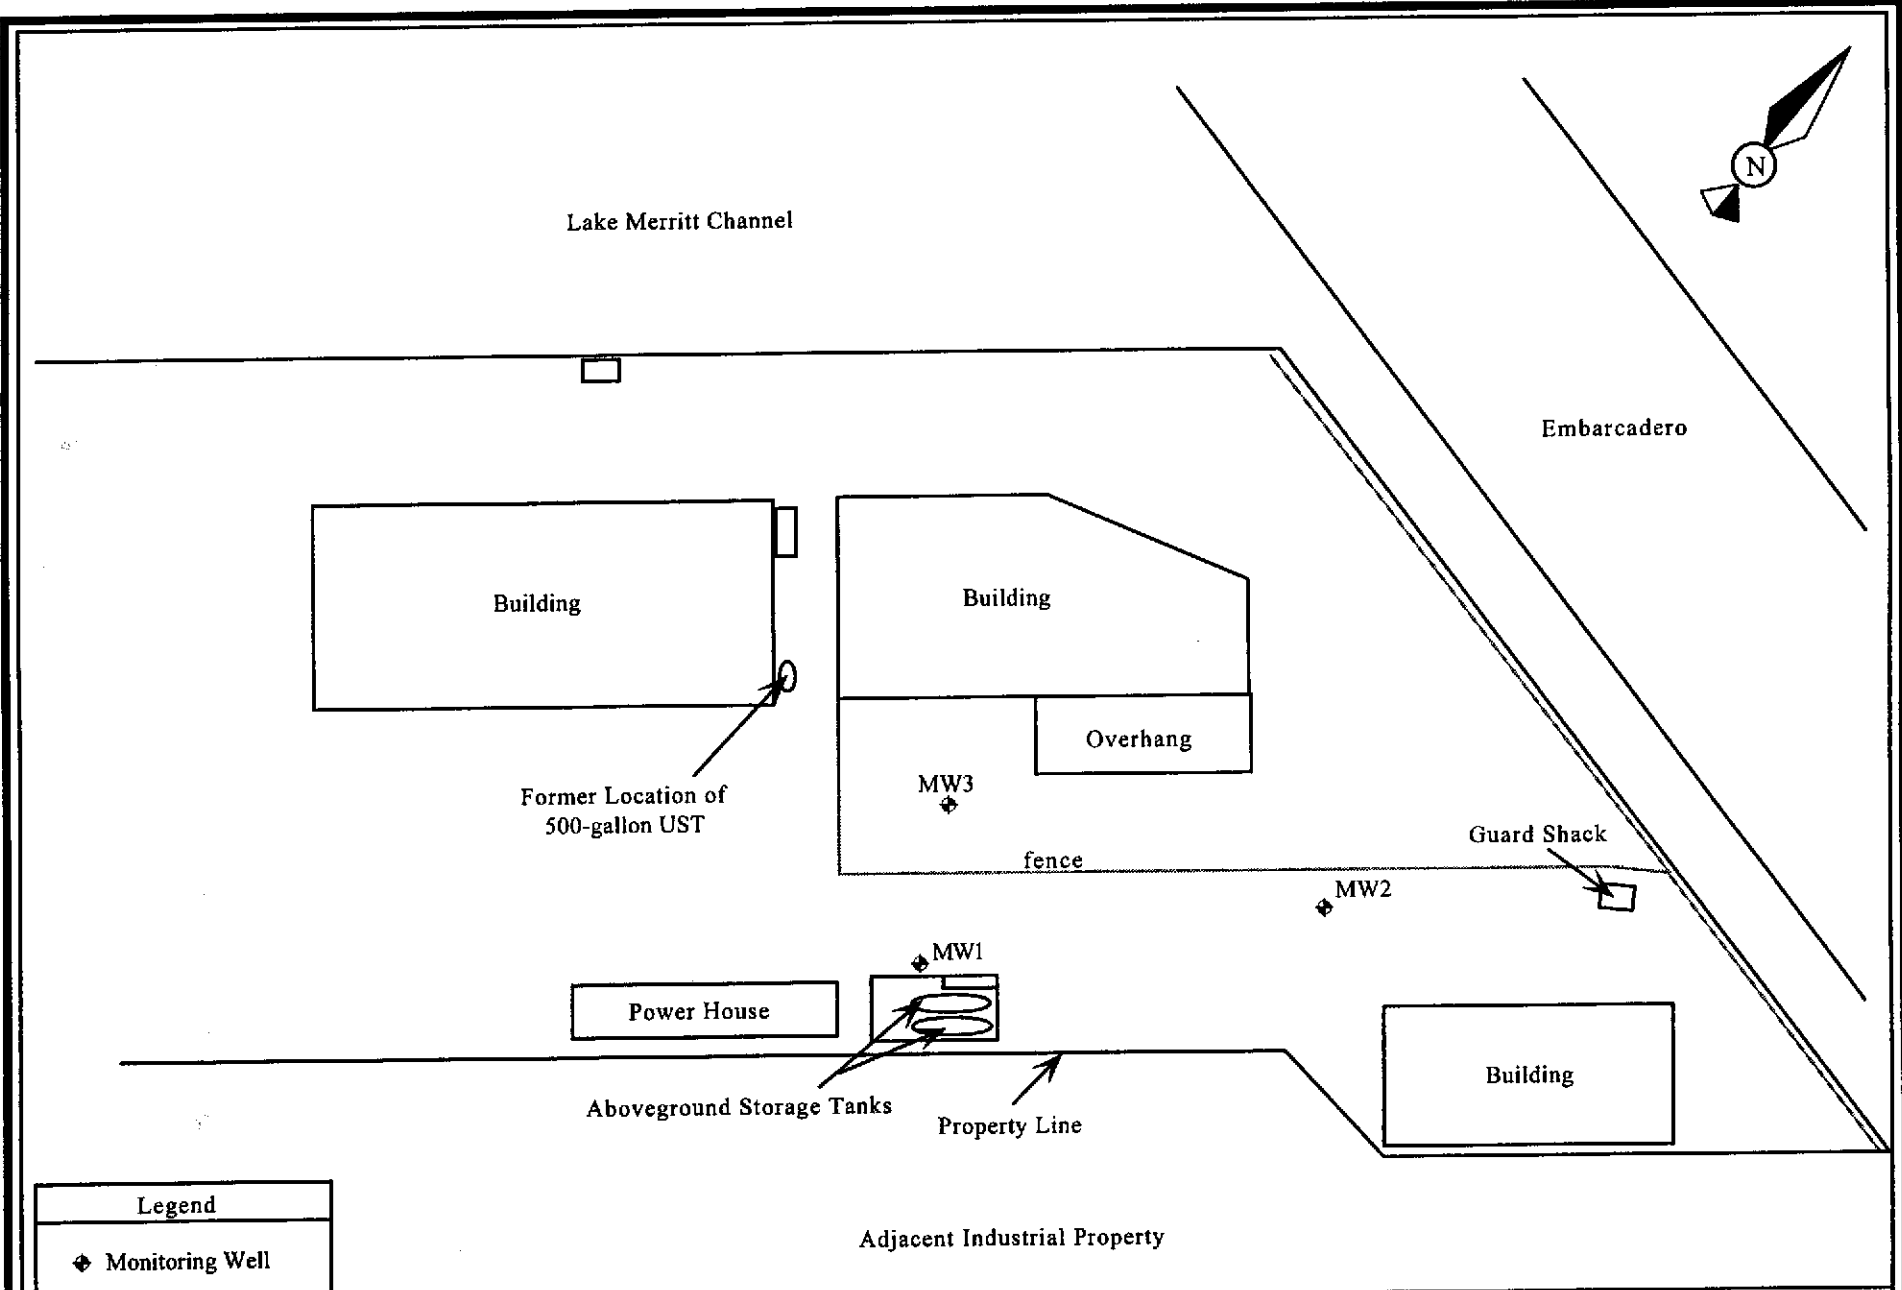 N
Lake Merritt Channel
Embarcadero
Building
Building
Overhang
MW3
Former Location of
500-gallon UST
Guard Shack
fence
MW2
MW1
Power House
Building
Aboveground Storage Tanks
Property Line
Legend
Adjacent Industrial Property
Monitoring Well